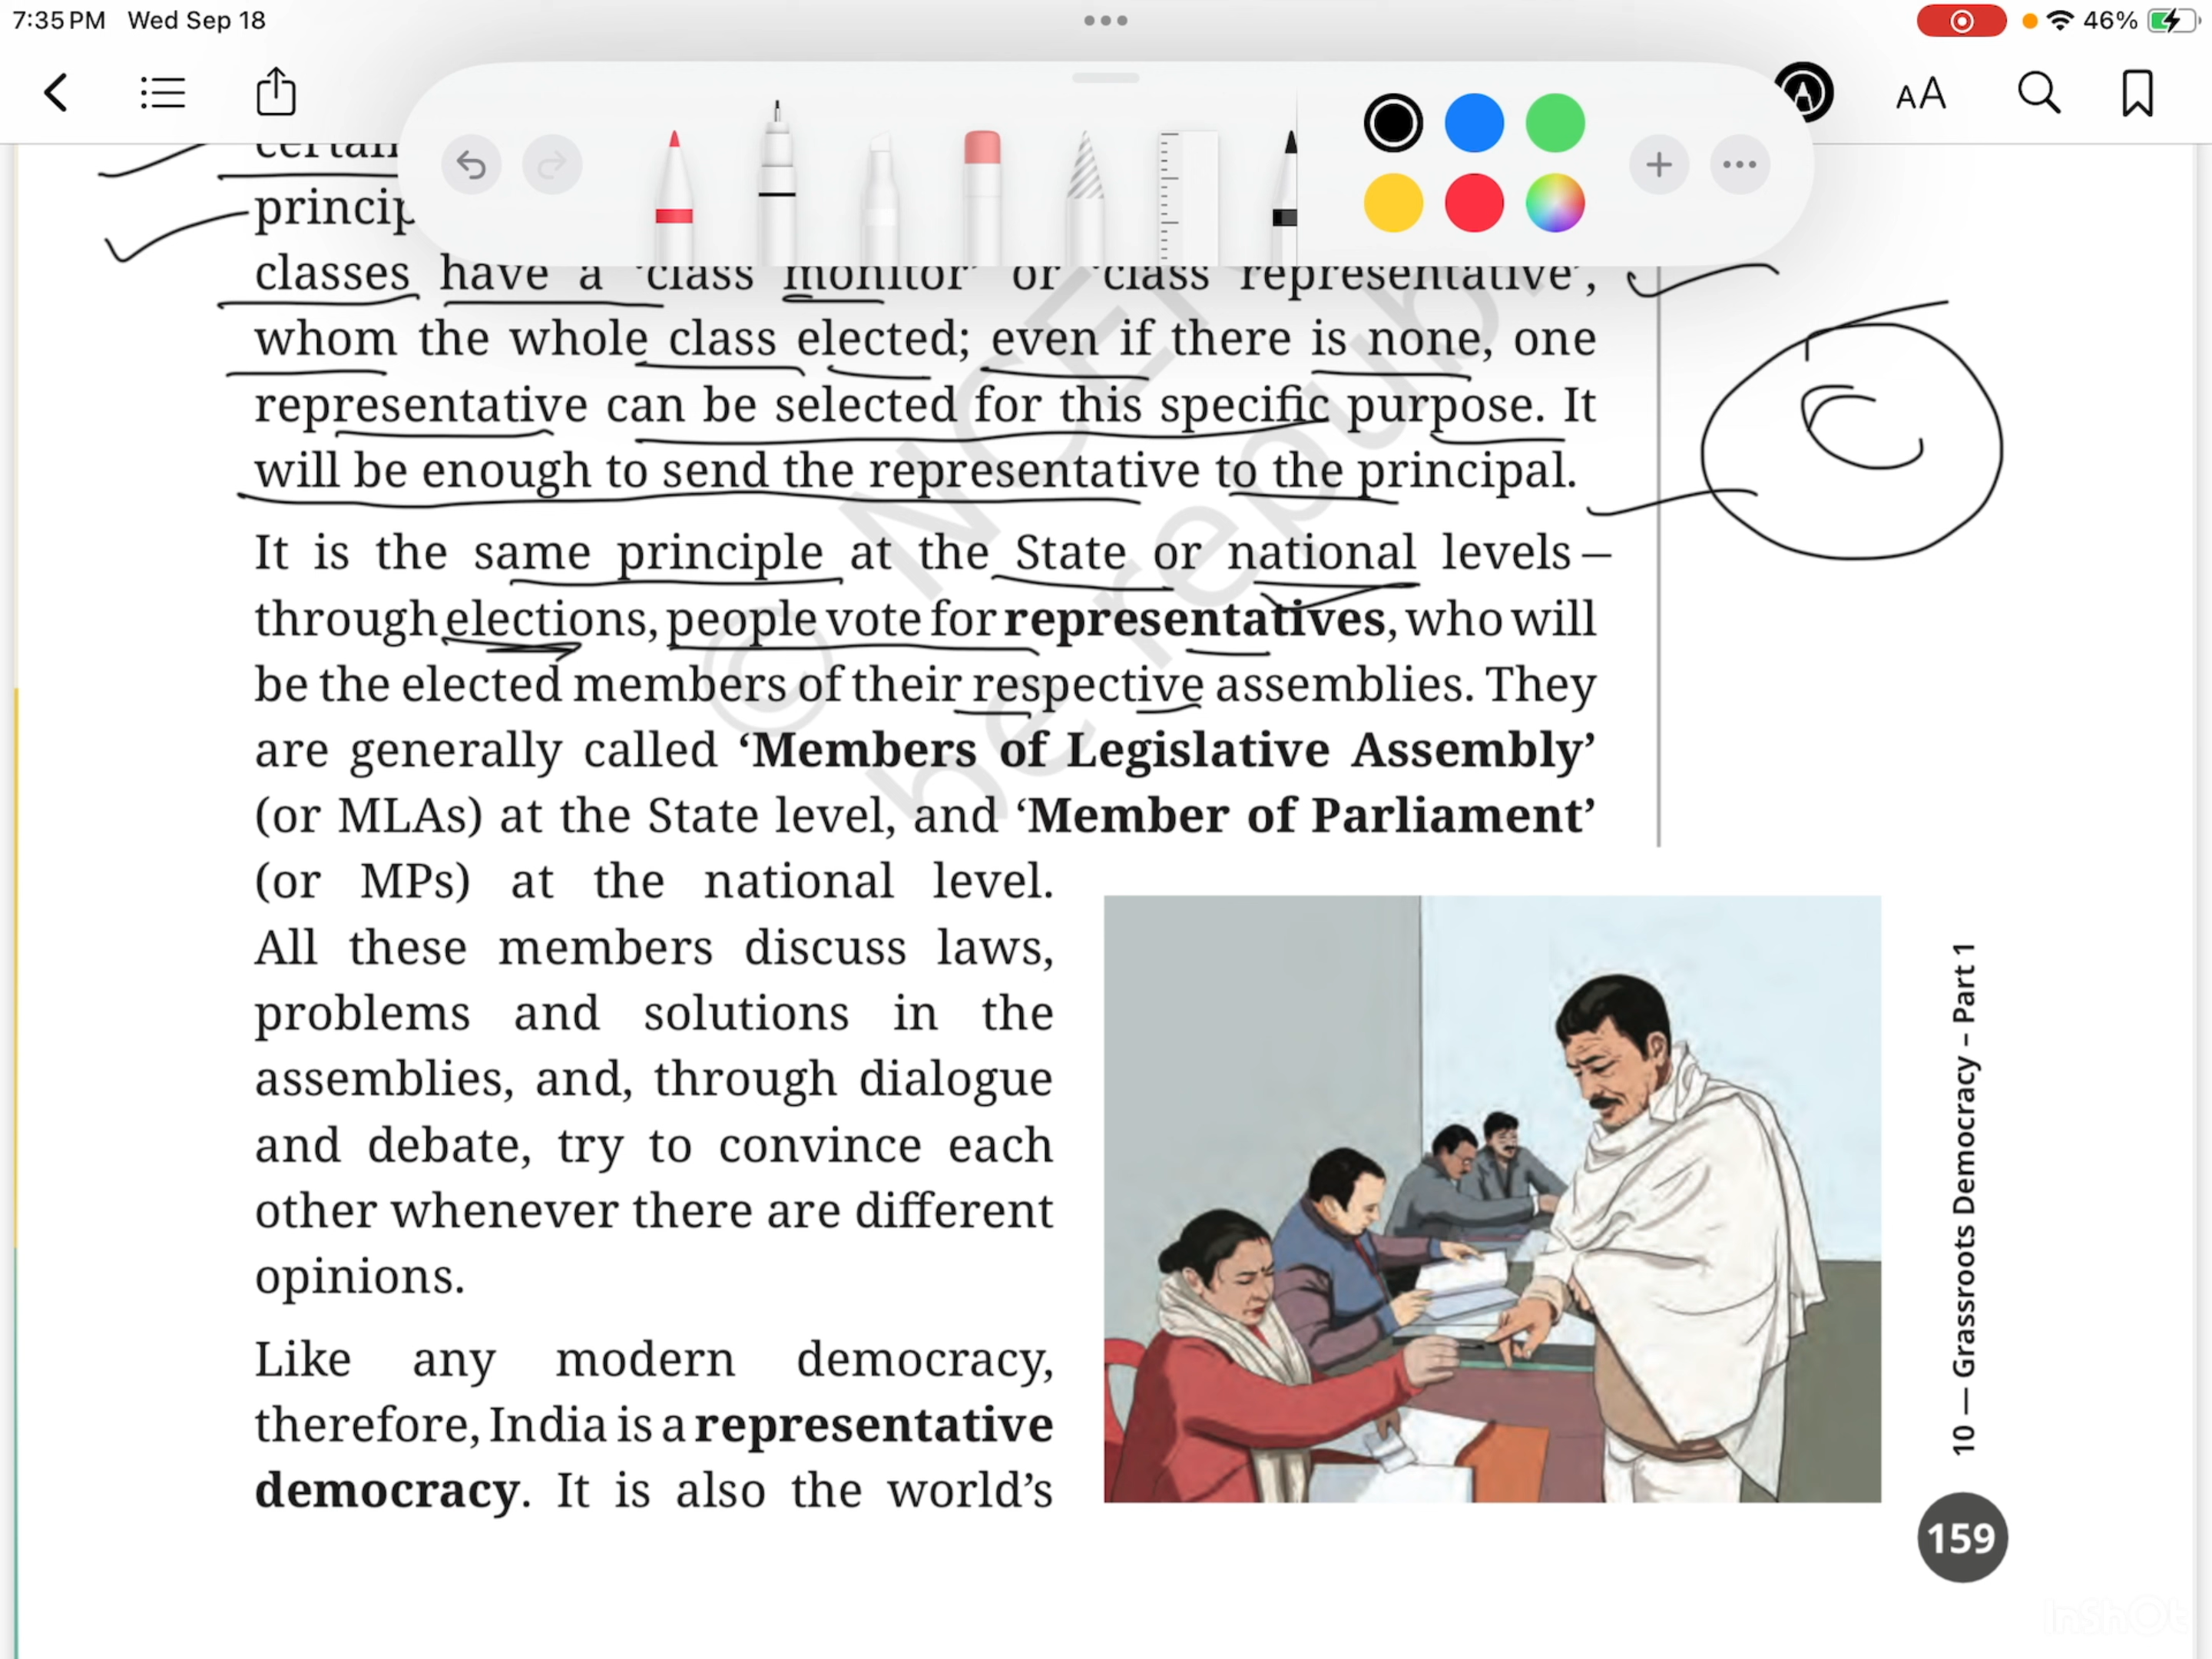 7:35 PM Wed Sep 18
46%
AA
certain
princip
classes have a ‘class monitor’ or ‘class representative’,
whom the whole class elected; even if there is none, one
representative can be selected for this specific purpose. It
will be enough to send the representative to the principal.
It is the same principle at the State or national levels—
through elections, people vote for representatives, who will
be the elected members of their respective assemblies. They
are generally called ‘Members of Legislative Assembly’
(or MLAs) at the State level, and ‘Member of Parliament’
(or MPs) at the national level.
All these members discuss laws,
problems and solutions in the
assemblies, and, through dialogue
and debate, try to convince each
other whenever there are different
opinions.
Like any modern democracy,
therefore, India is a representative
democracy. It is also the world’s
10 — Grassroots Democracy – Part 1
159
© NCE
be repub
InShOt